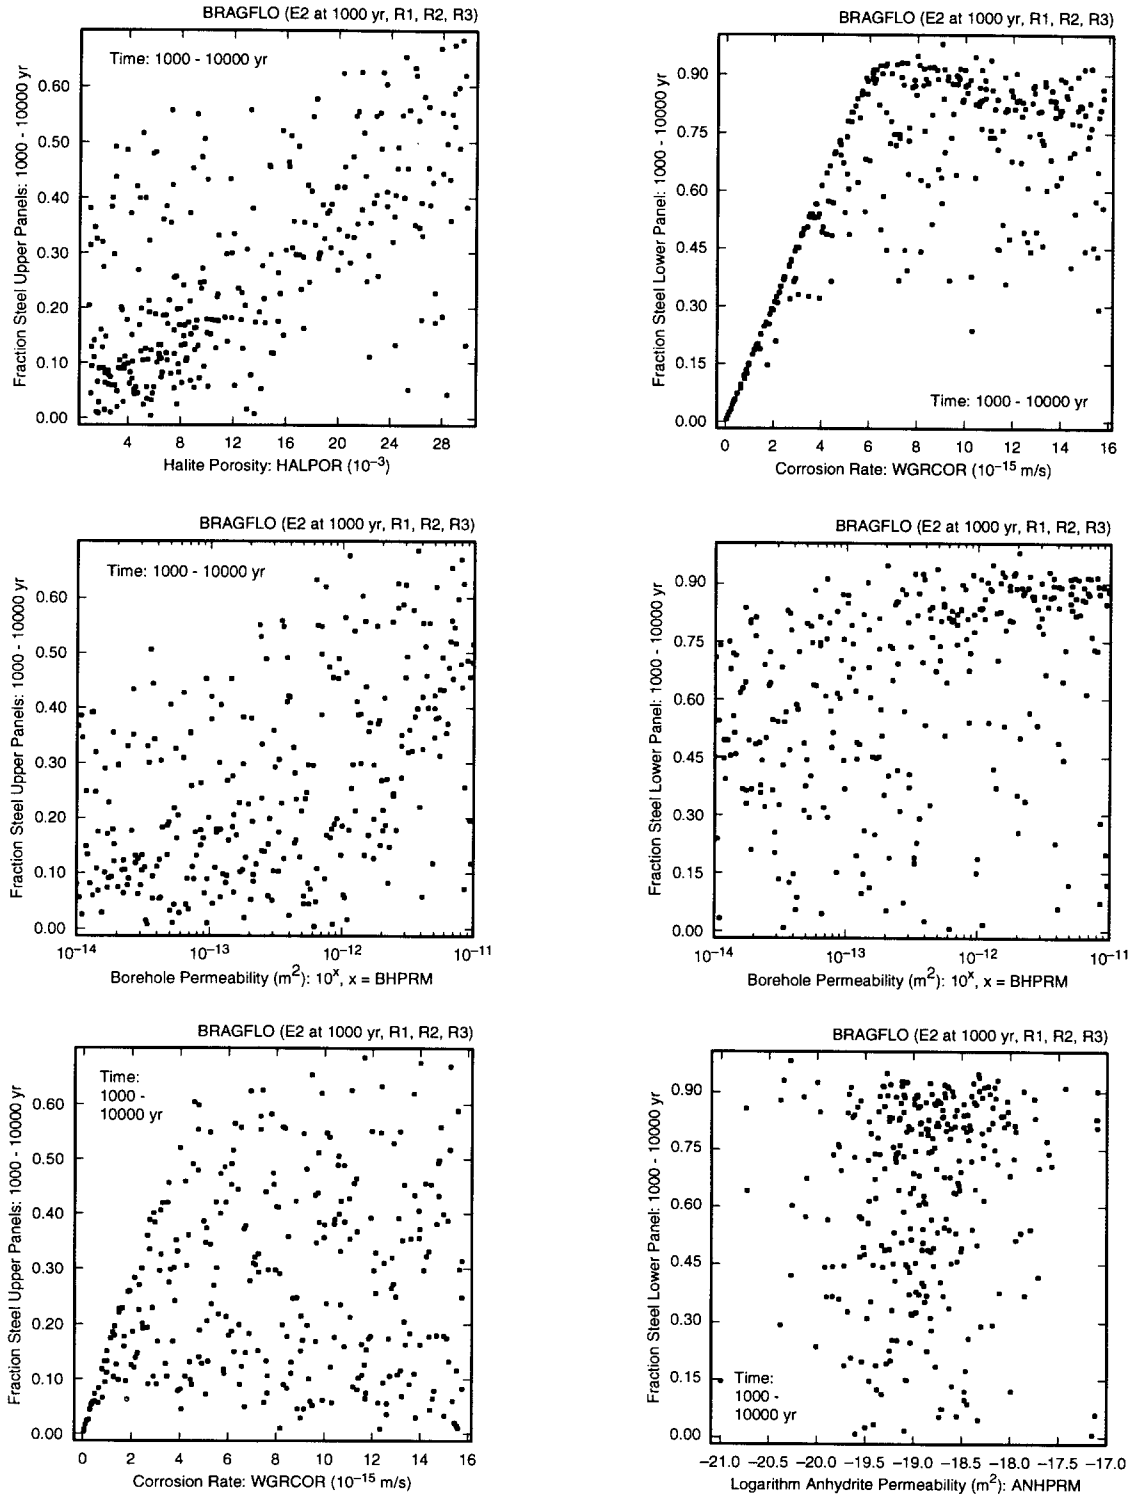 BRAGFLO (E2 at 1000 yr, R1, R2, R3)
Time: 1000 - 10000 yr
Fraction Steel Upper Panels: 1000 - 10000 yr
0.60
0.50
0.40
0.30
0.20
0.10
0.00
4 8 12 16 20 24 28
Halite Porosity: HALPOR (10⁻³)
BRAGFLO (E2 at 1000 yr, R1, R2, R3)
Fraction Steel Lower Panel: 1000 - 10000 yr
0.90
0.75
0.60
0.45
0.30
0.15
0.00
Time: 1000 - 10000 yr
0 2 4 6 8 10 12 14 16
Corrosion Rate: WGRCOR (10⁻¹⁵ m/s)
BRAGFLO (E2 at 1000 yr, R1, R2, R3)
Time: 1000 - 10000 yr
Fraction Steel Upper Panels: 1000 - 10000 yr
0.60
0.50
0.40
0.30
0.20
0.10
0.00
10⁻¹⁴ 10⁻¹³ 10⁻¹² 10⁻¹¹
Borehole Permeability (m²): 10ˣ, x = BHPRM
BRAGFLO (E2 at 1000 yr, R1, R2, R3)
Fraction Steel Lower Panel: 1000 - 10000 yr
0.90
0.75
0.60
0.45
0.30
0.15
0.00
10⁻¹⁴ 10⁻¹³ 10⁻¹² 10⁻¹¹
Borehole Permeability (m²): 10ˣ, x = BHPRM
BRAGFLO (E2 at 1000 yr, R1, R2, R3)
Time:
1000 -
10000 yr
Fraction Steel Upper Panels: 1000 - 10000 yr
0.60
0.50
0.40
0.30
0.20
0.10
0.00
0 2 4 6 8 10 12 14 16
Corrosion Rate: WGRCOR (10⁻¹⁵ m/s)
BRAGFLO (E2 at 1000 yr, R1, R2, R3)
Fraction Steel Lower Panel: 1000 - 10000 yr
0.90
0.75
0.60
0.45
0.30
0.15
0.00
Time:
1000 -
10000 yr
−21.0 −20.5 −20.0 −19.5 −19.0 −18.5 −18.0 −17.5 −17.0
Logarithm Anhydrite Permeability (m²): ANHPRM